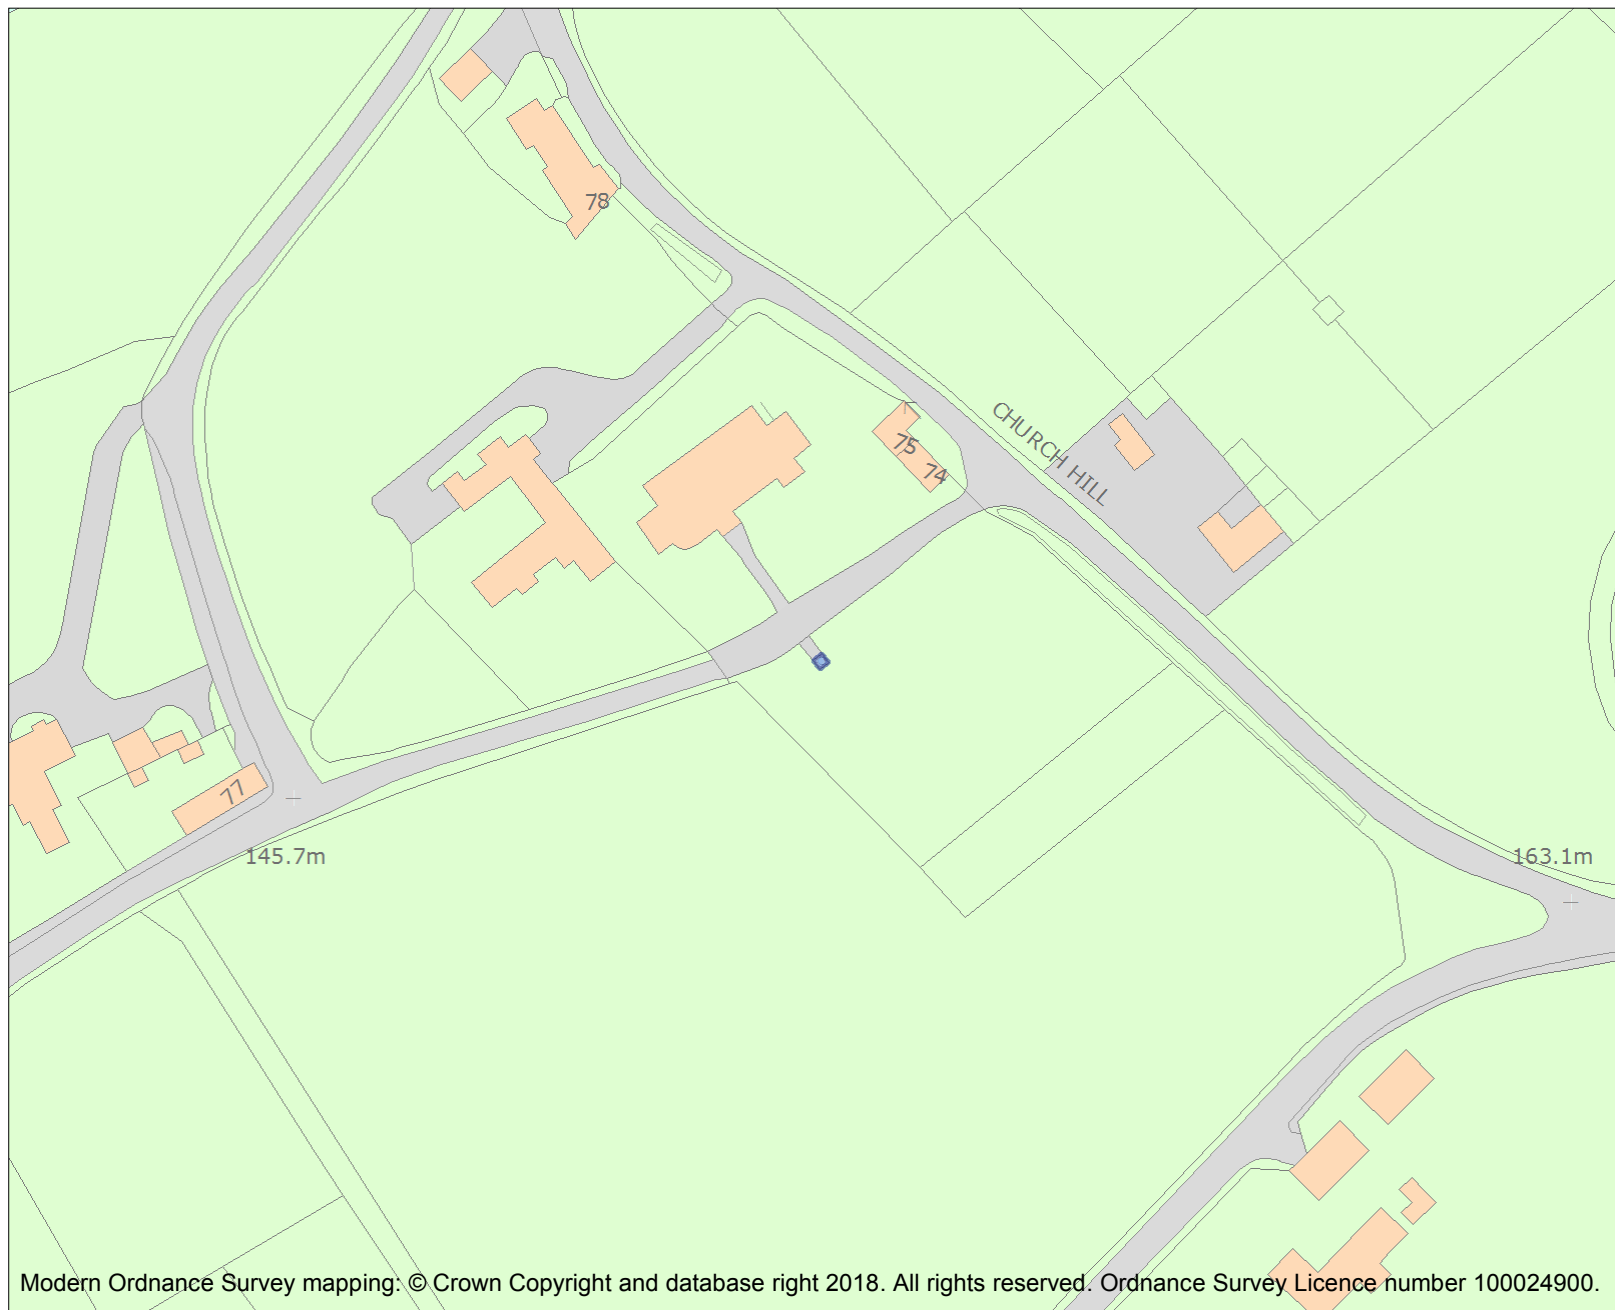 78
CHURCH HILL
75
74
77
145.7m
163.1m
Modern Ordnance Survey mapping: © Crown Copyright and database right 2018. All rights reserved. Ordnance Survey Licence number 100024900.